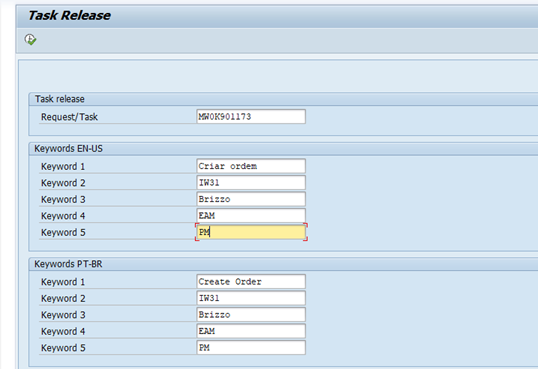 Task Release
Task release
Request/Task MW0K901173
Keywords EN-US
Keyword 1 Criar ordem
Keyword 2 IW31
Keyword 3 Brizzo
Keyword 4 EAM
Keyword 5 PM
Keywords PT-BR
Keyword 1 Create Order
Keyword 2 IW31
Keyword 3 Brizzo
Keyword 4 EAM
Keyword 5 PM